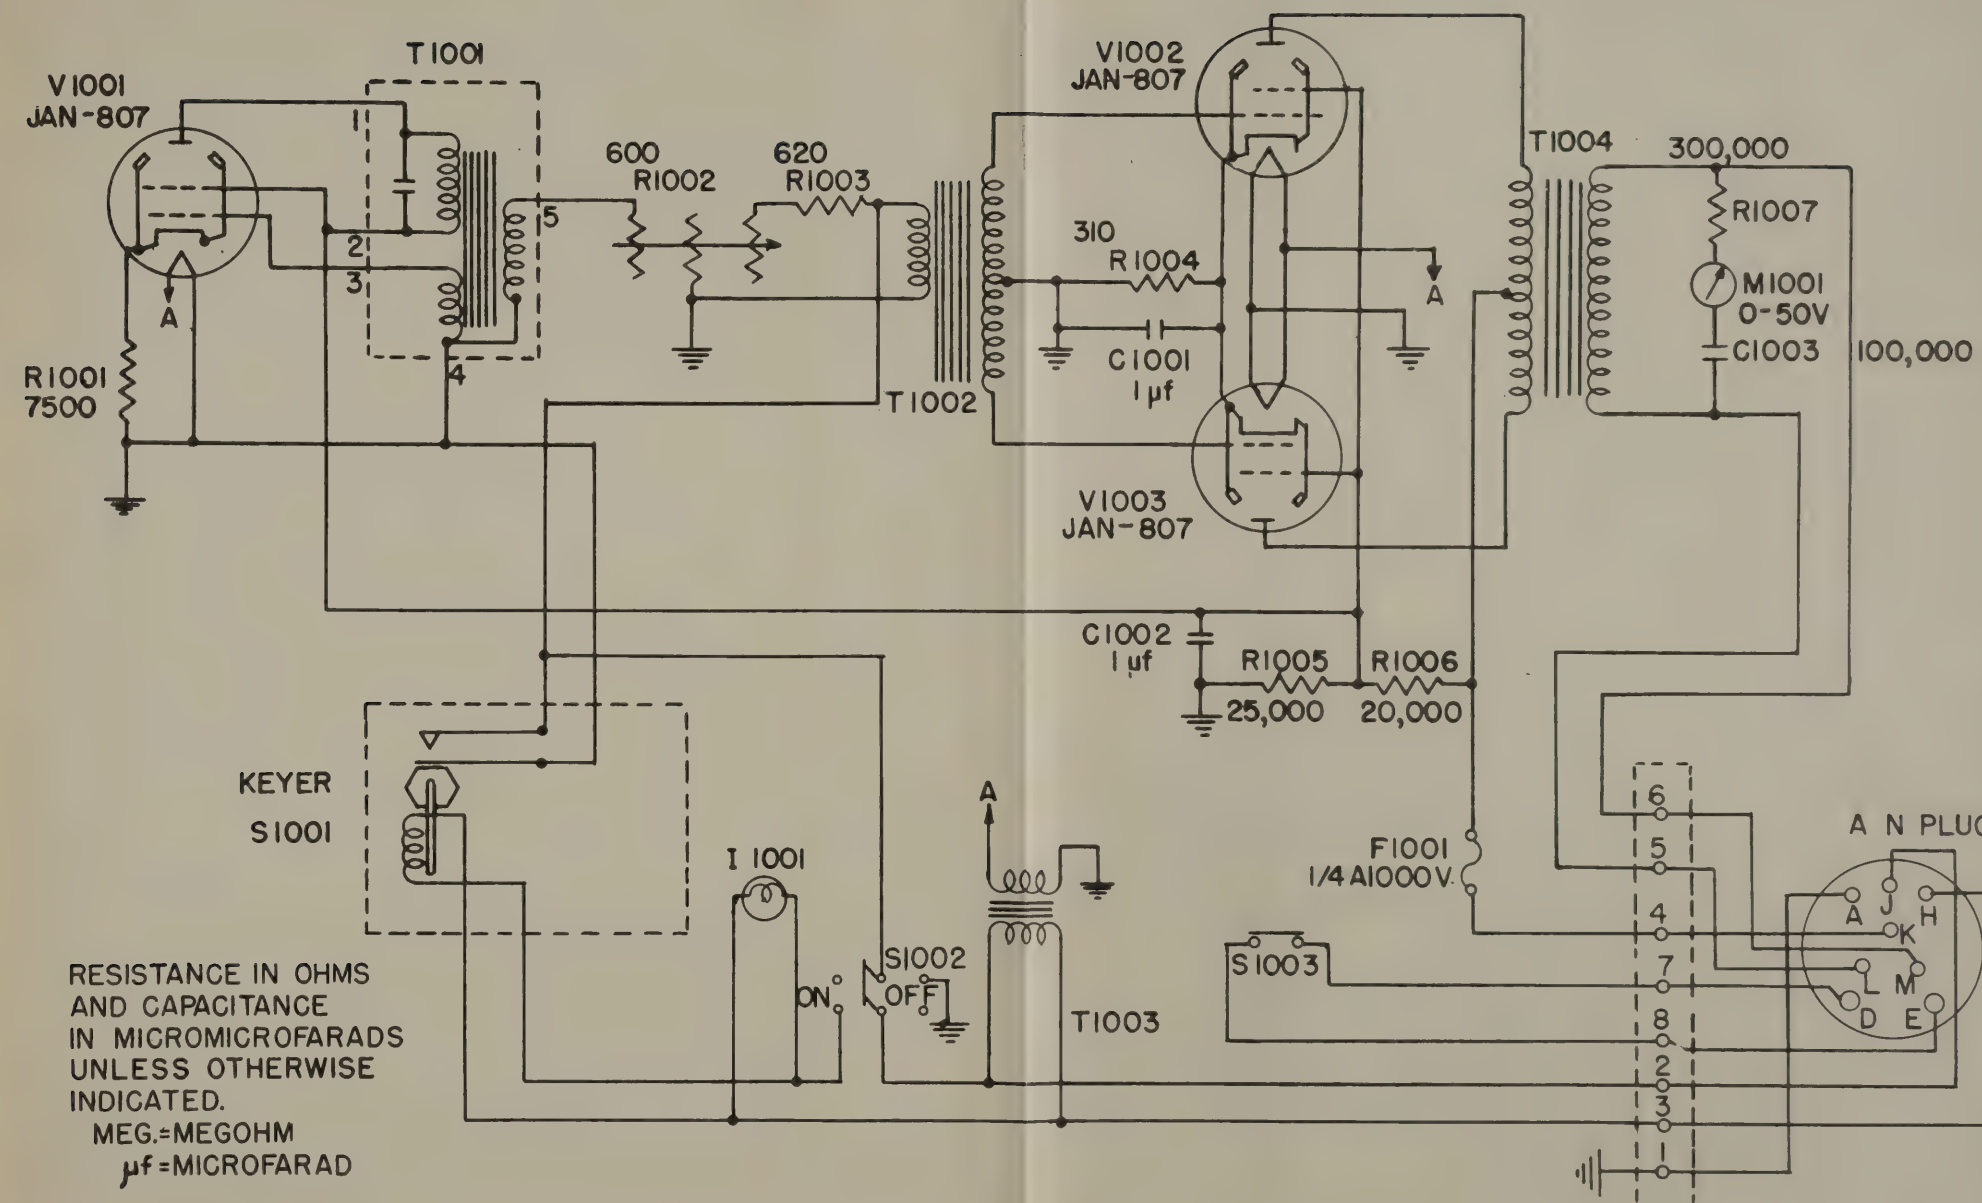 T1001
V1001
JAN-807
1
2
3
4
5
A
R1001
7500
600
R1002
620
R1003
T1002
V1002
JAN-807
310
R1004
C1001
1 µf
A
V1003
JAN-807
T1004
300,000
R1007
M1001
0-50V
C1003
100,000
C1002
1 µf
R1005
25,000
R1006
20,000
KEYER
S1001
I 1001
ON
S1002
OFF
A
T1003
F1001
1/4 A 1000 V.
S1003
6
5
4
7
8
2
3
1
A N PLUG
A
J
H
K
L
M
D
E
RESISTANCE IN OHMS
AND CAPACITANCE
IN MICROMICROFARADS
UNLESS OTHERWISE
INDICATED.
MEG.=MEGOHM
µf=MICROFARAD